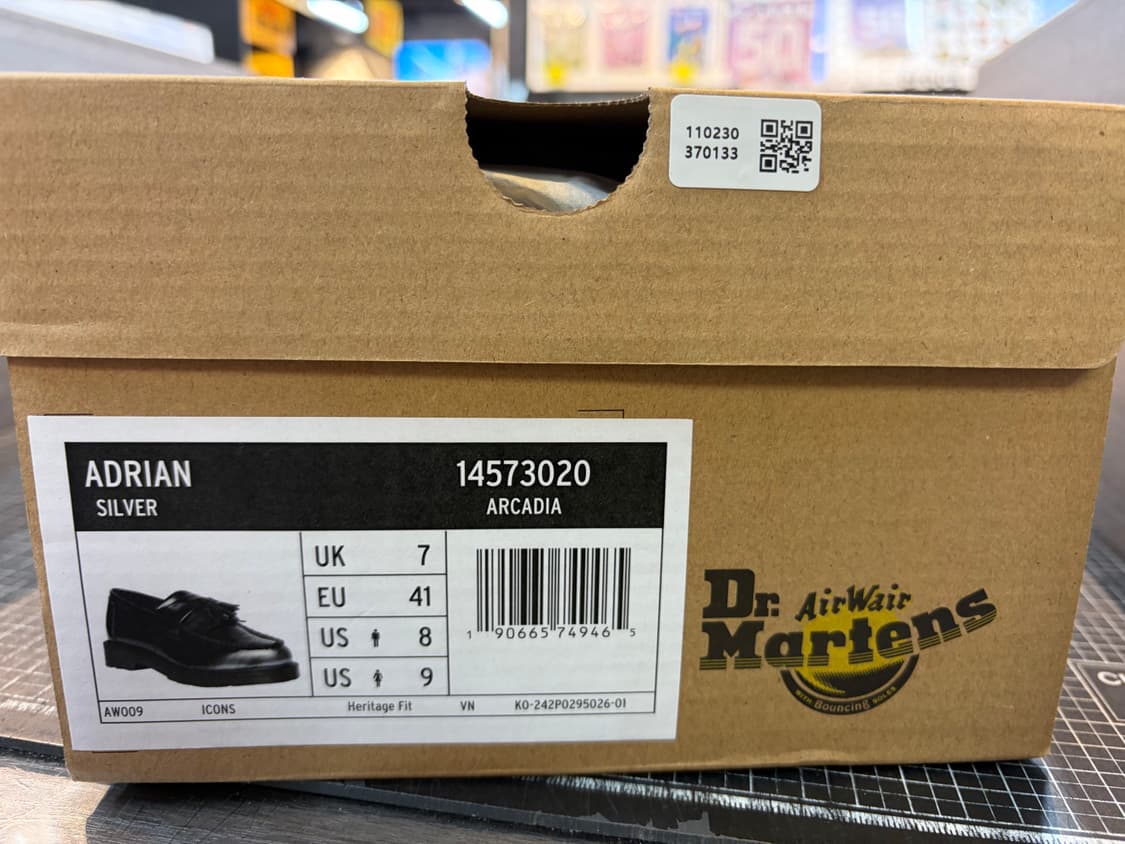 110230
370133
ADRIAN 14573020
SILVER ARCADIA
UK 7
EU 41
US 8
US 9
1 90665 74946 5
AW009 ICONS Heritage Fit VN KO-242P0295026-01
Dr. AirWair
Martens
WITH Bouncing SOLES
50